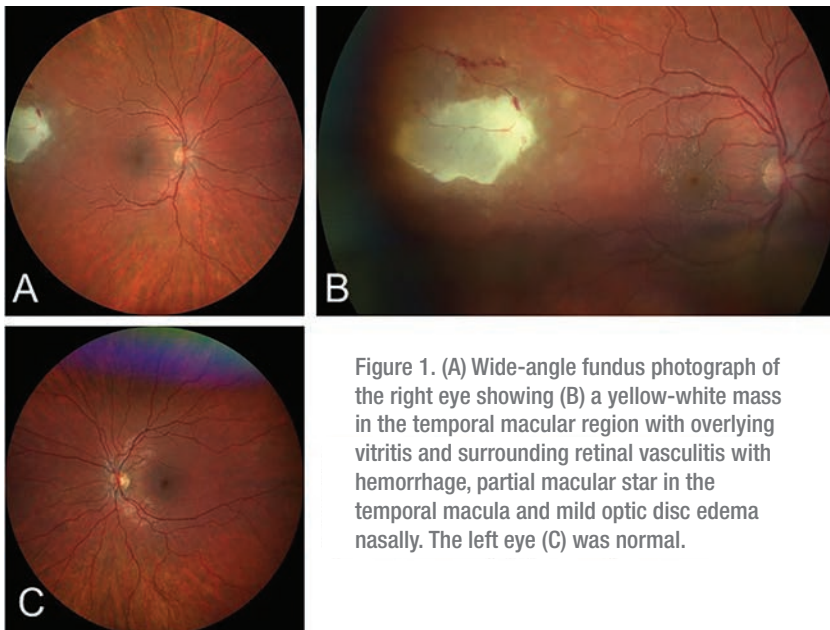 A
B
C
Figure 1. (A) Wide-angle fundus photograph of
the right eye showing (B) a yellow-white mass
in the temporal macular region with overlying
vitritis and surrounding retinal vasculitis with
hemorrhage, partial macular star in the
temporal macula and mild optic disc edema
nasally. The left eye (C) was normal.